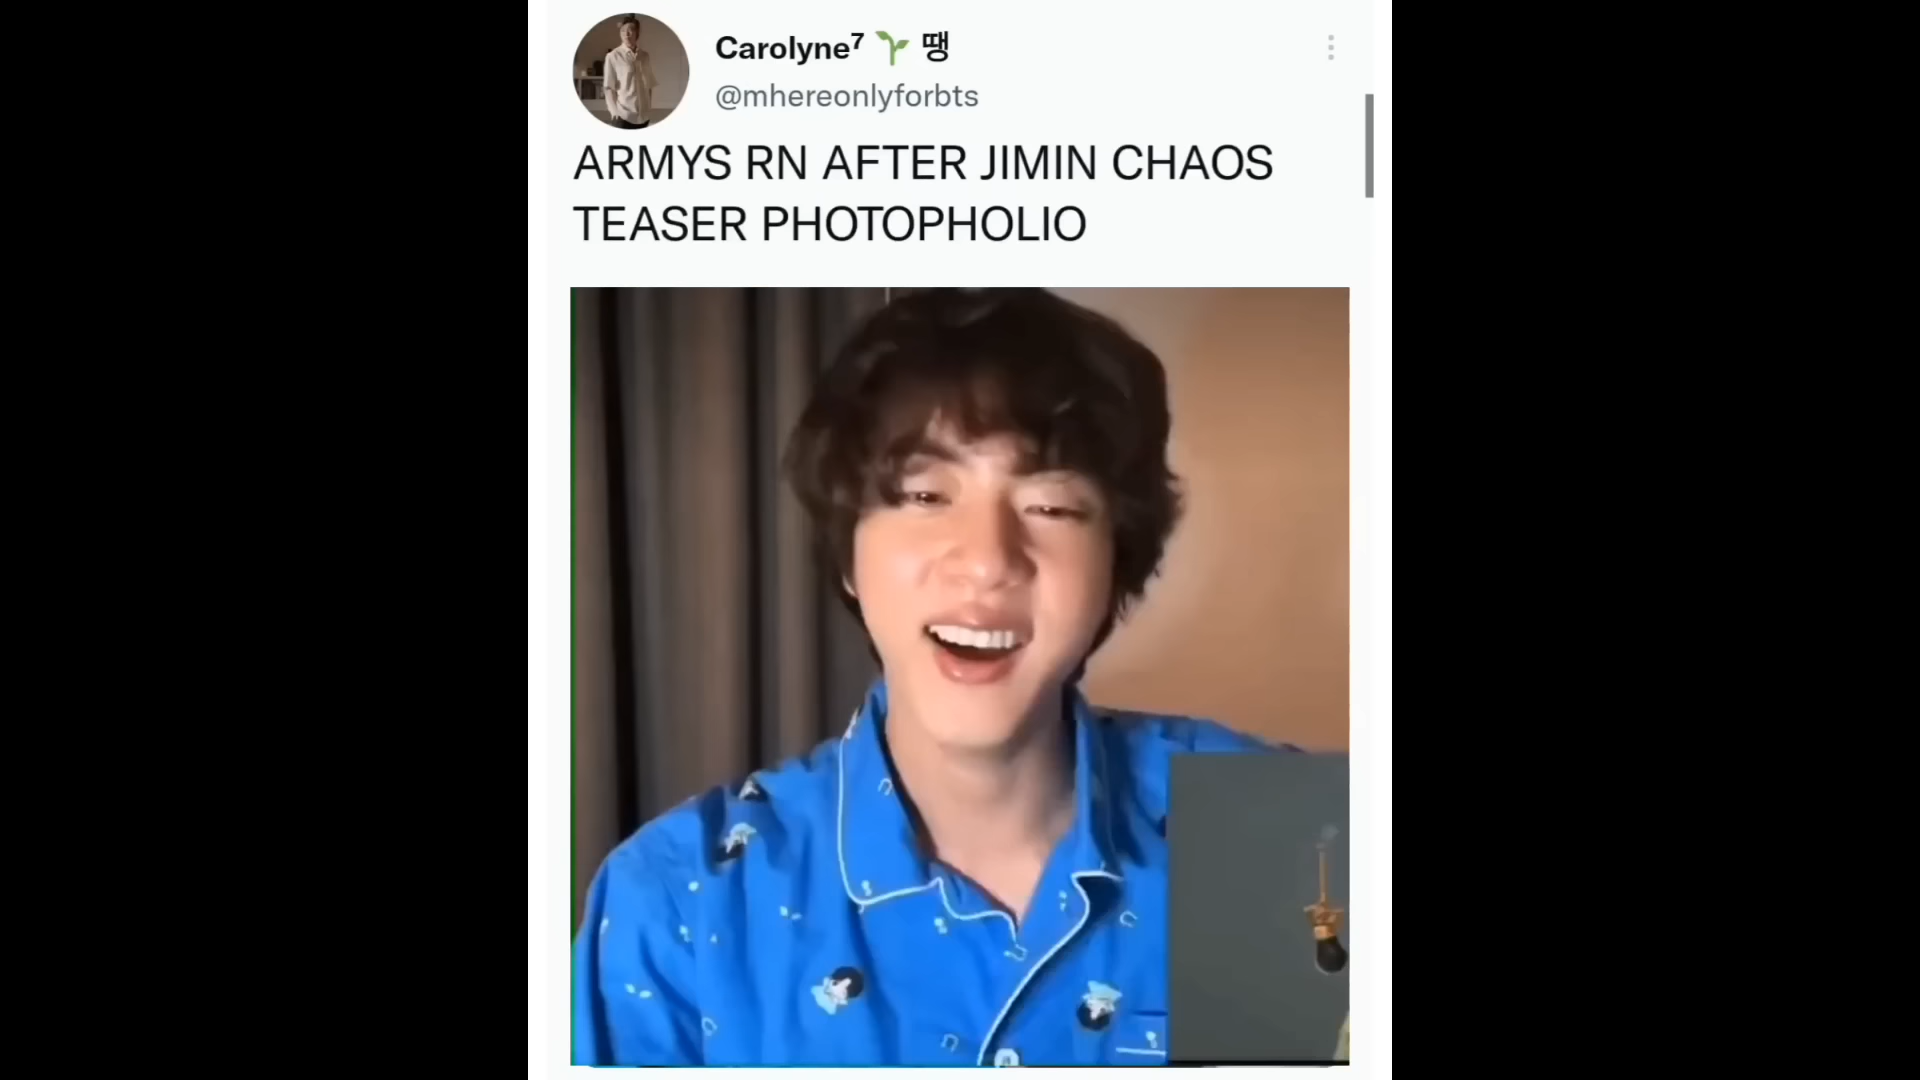 Carolyne⁷ 🌱 땡
@mhereonlyforbts
ARMYS RN AFTER JIMIN CHAOS
TEASER PHOTOPHOLIO